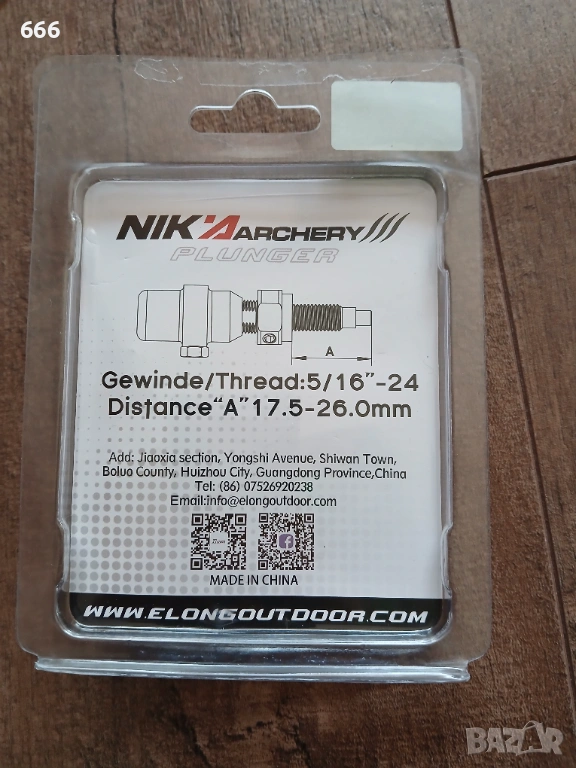 666
NIK'A ARCHERY
PLUNGER
A
Gewinde/Thread:5/16”-24
Distance“A”17.5-26.0mm
Add: Jiaoxia section, Yongshi Avenue, Shiwan Town,
Boluo County, Huizhou City, Guangdong Province,China
Tel: (86) 07526920238
Email:info@elongoutdoor.com
MADE IN CHINA
WWW.ELONGOUTDOOR.COM
BAZAR